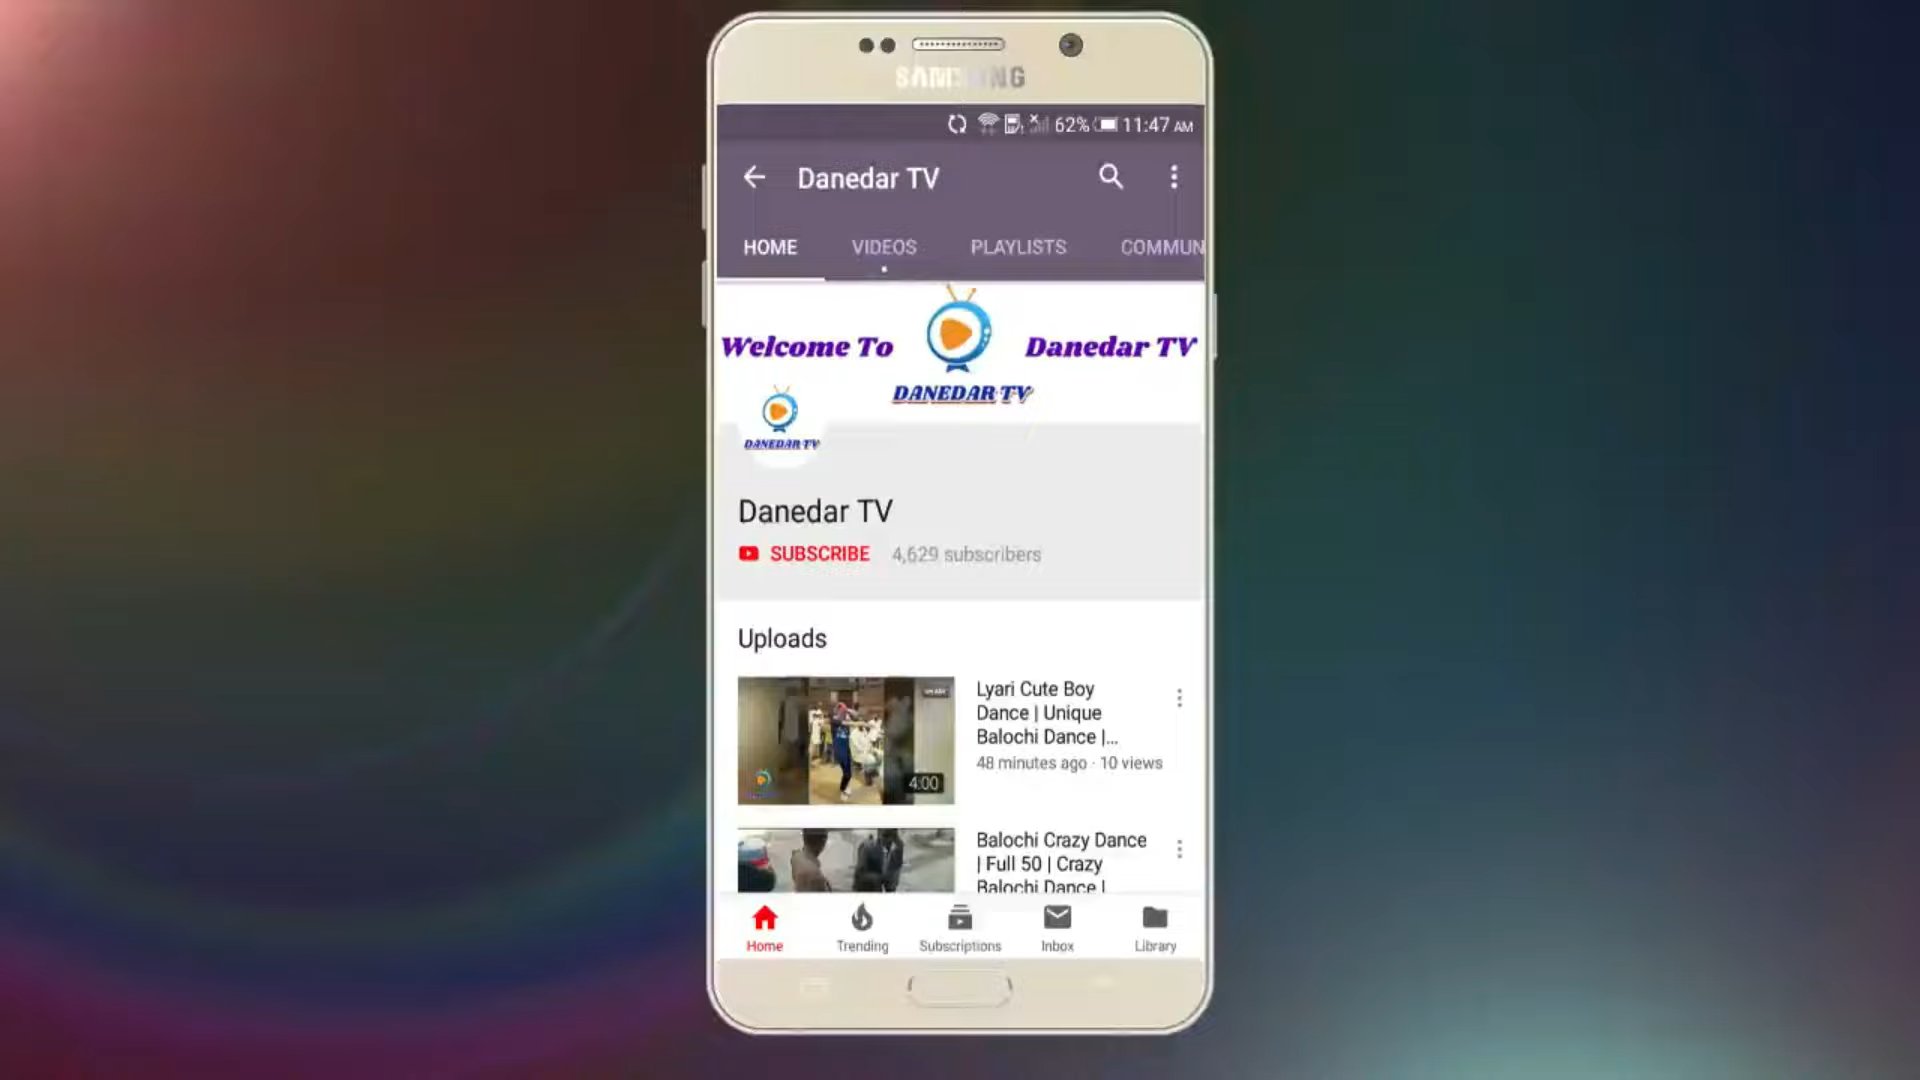 SAMSUNG
62% 11:47 AM
Danedar TV
HOME VIDEOS PLAYLISTS COMMUN
Welcome To Danedar TV
DANEDAR TV
DANEDAR TV
Danedar TV
SUBSCRIBE 4,629 subscribers
Uploads
Lyari Cute Boy
Dance | Unique
Balochi Dance |...
48 minutes ago · 10 views
4:00
Balochi Crazy Dance
| Full 50 | Crazy
Balochi Dance |
Home Trending Subscriptions Inbox Library